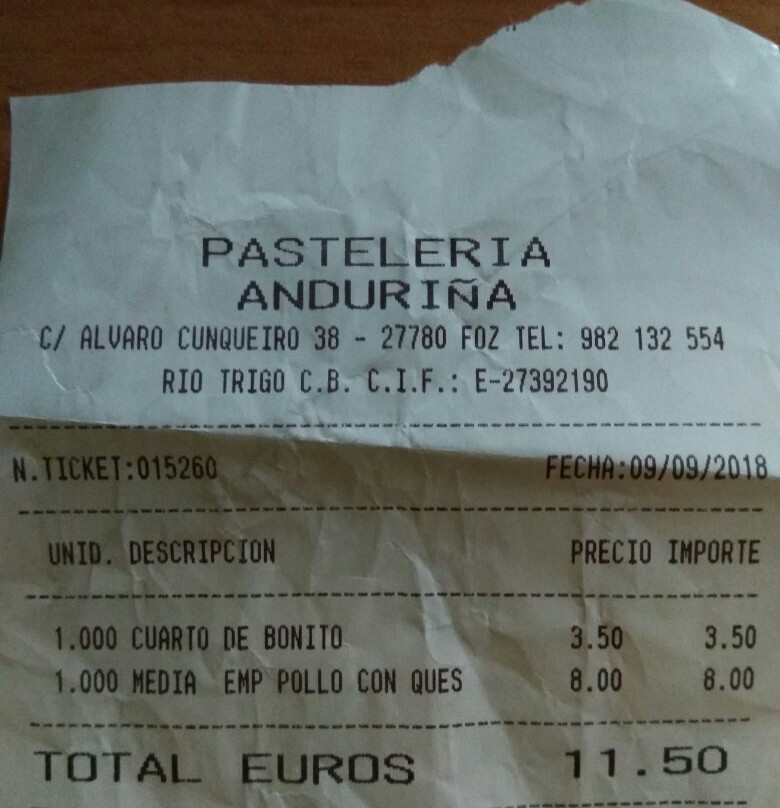 PASTELERIA
ANDURIÑA
C/ ALVARO CUNQUEIRO 38 - 27780 FOZ TEL: 982 132 554
RIO TRIGO C.B. C.I.F.: E-27392190
N.TICKET:015260 FECHA:09/09/2018
UNID. DESCRIPCION PRECIO IMPORTE
1.000 CUARTO DE BONITO 3.50 3.50
1.000 MEDIA EMP POLLO CON QUES 8.00 8.00
TOTAL EUROS 11.50